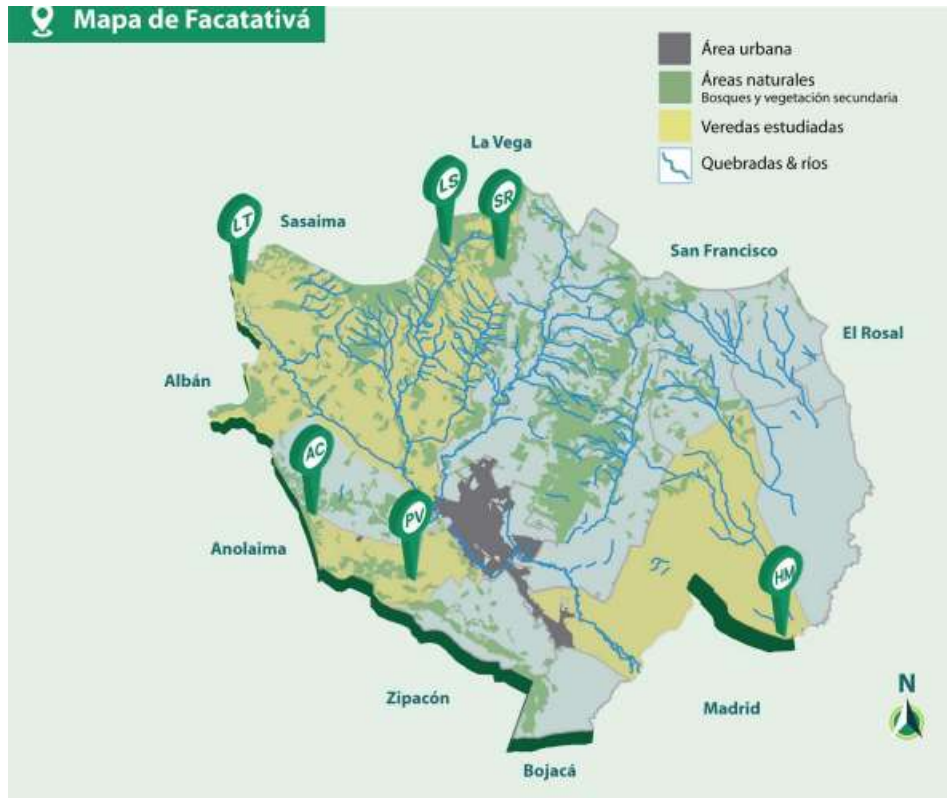 Mapa de Facatativá
Área urbana
Áreas naturales
Bosques y vegetación secundaria
Veredas estudiadas
Quebradas & ríos
La Vega
LS
SR
LT
Sasaima
San Francisco
El Rosal
Albán
AC
PV
Anolaima
HM
Zipacón
Madrid
N
Bojacá